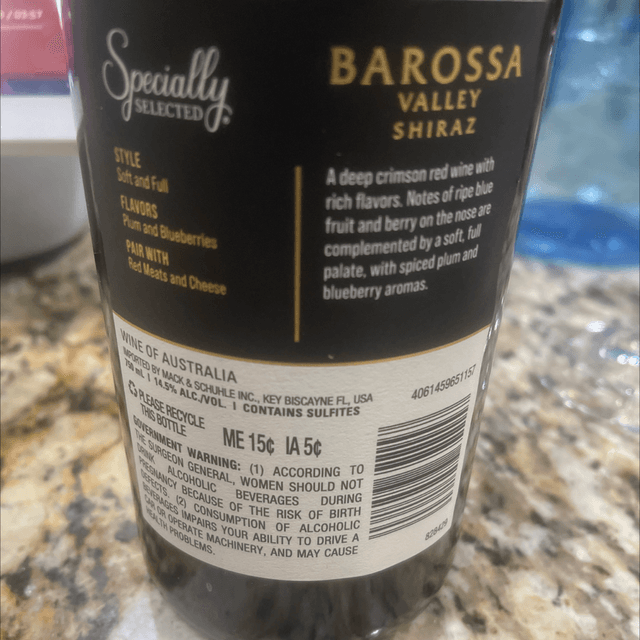 Specially
SELECTED
STYLE
Soft and Full
FLAVORS
Plum and Blueberries
PAIR WITH
Red Meats and Cheese
BAROSSA
VALLEY
SHIRAZ
A deep crimson red wine with
rich flavors. Notes of ripe blue
fruit and berry on the nose are
complemented by a soft, full
palate, with spiced plum and
blueberry aromas.
WINE OF AUSTRALIA
IMPORTED BY MACK & SCHUHLE INC., KEY BISCAYNE FL, USA
750 ml | 14.5% ALC./VOL. | CONTAINS SULFITES
PLEASE RECYCLE
THIS BOTTLE
ME 15¢ IA 5¢
GOVERNMENT WARNING: (1) ACCORDING TO
THE SURGEON GENERAL, WOMEN SHOULD NOT
DRINK ALCOHOLIC BEVERAGES DURING
PREGNANCY BECAUSE OF THE RISK OF BIRTH
DEFECTS. (2) CONSUMPTION OF ALCOHOLIC
BEVERAGES IMPAIRS YOUR ABILITY TO DRIVE A
CAR OR OPERATE MACHINERY, AND MAY CAUSE
HEALTH PROBLEMS.
4061459651157